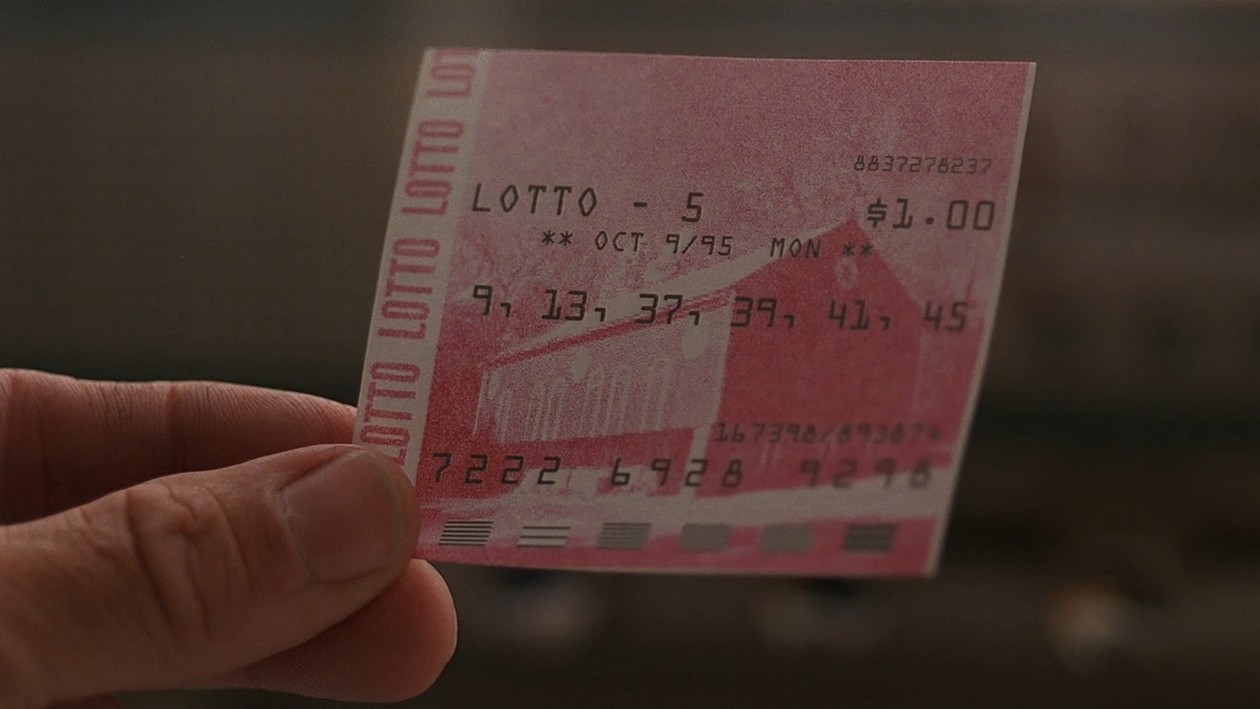 LOTTO LOTTO LOTTO LOT
8837278237
LOTTO - 5 $1.00
** OCT 9/95 MON **
9, 13, 37, 39, 41, 45
7222 6928 9298